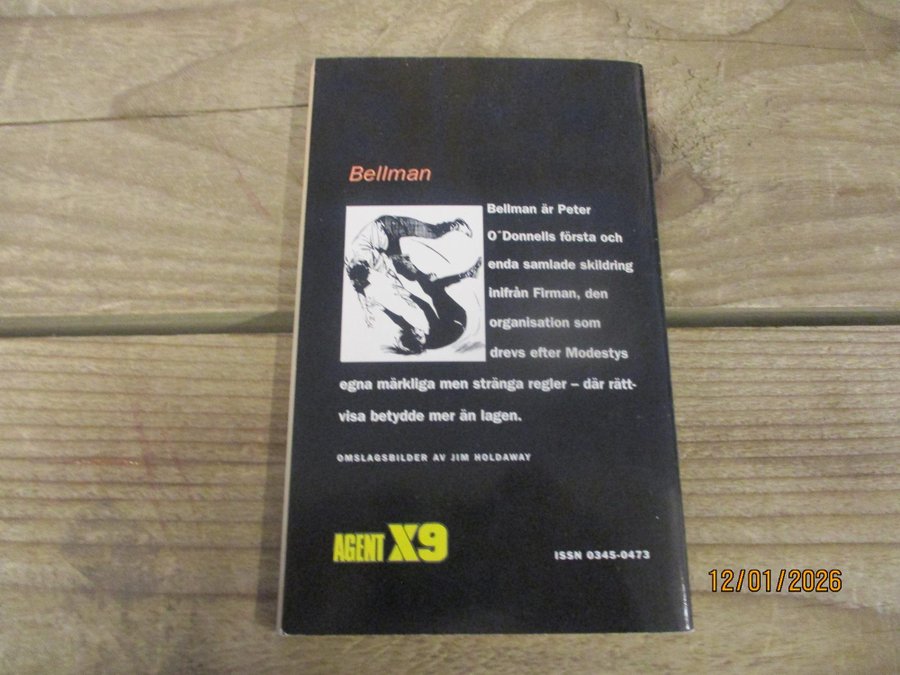 Bellman
Bellman är Peter
O´Donnells första och
enda samlade skildring
inifrån Firman, den
organisation som
drevs efter Modestys
egna märkliga men stränga regler – där rätt-
visa betydde mer än lagen.
OMSLAGSBILDER AV JIM HOLDAWAY
AGENT X9
ISSN 0345-0473
12/01/2026